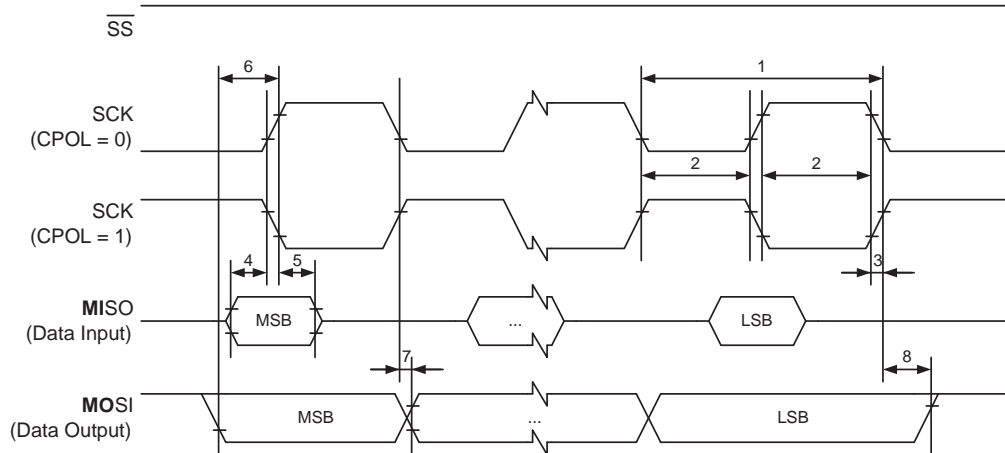 SS
6
1
SCK
(CPOL = 0)
2
2
SCK
(CPOL = 1)
4
5
3
MISO
(Data Input)
MSB
...
LSB
7
8
MOSI
(Data Output)
MSB
...
LSB